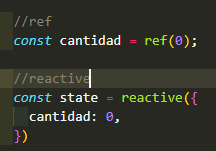 //ref
const cantidad = ref(0);
//reactive
const state = reactive({
  cantidad: 0,
})